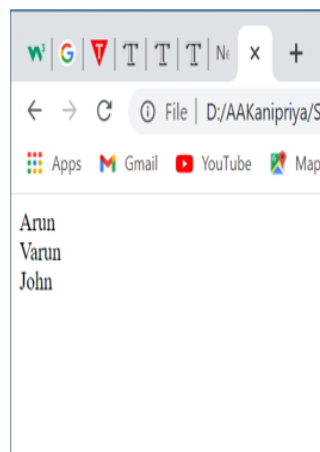 Ne
File | D:/AAKanipriya/S
Apps Gmail YouTube Map
Arun
Varun
John